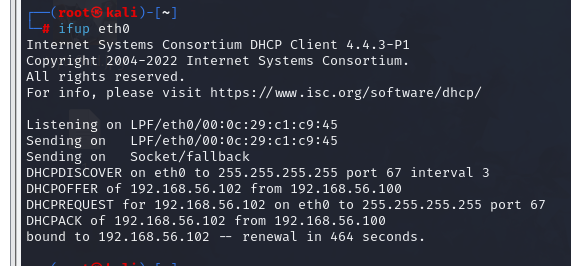 ┌──(root㉿kali)-[~]
└─# ifup eth0
Internet Systems Consortium DHCP Client 4.4.3-P1
Copyright 2004-2022 Internet Systems Consortium.
All rights reserved.
For info, please visit https://www.isc.org/software/dhcp/

Listening on LPF/eth0/00:0c:29:c1:c9:45
Sending on   LPF/eth0/00:0c:29:c1:c9:45
Sending on   Socket/fallback
DHCPDISCOVER on eth0 to 255.255.255.255 port 67 interval 3
DHCPOFFER of 192.168.56.102 from 192.168.56.100
DHCPREQUEST for 192.168.56.102 on eth0 to 255.255.255.255 port 67
DHCPACK of 192.168.56.102 from 192.168.56.100
bound to 192.168.56.102 -- renewal in 464 seconds.

┌──(root㉿kali)-[~]